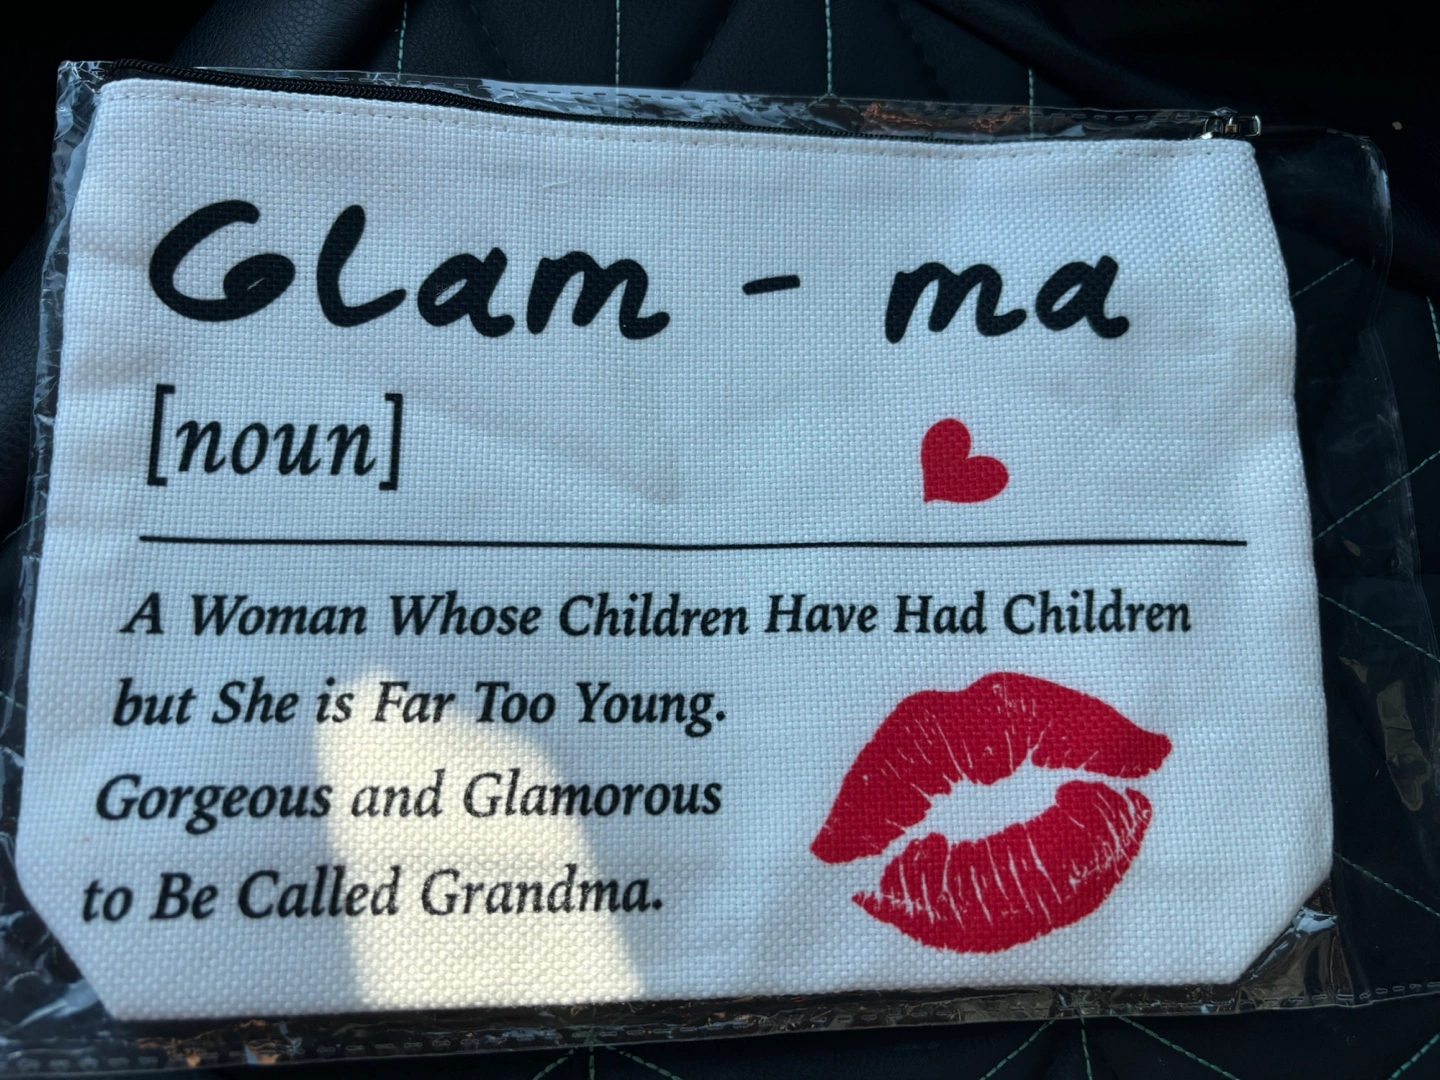 Glam - ma
[noun]
A Woman Whose Children Have Had Children
but She is Far Too Young.
Gorgeous and Glamorous
to Be Called Grandma.